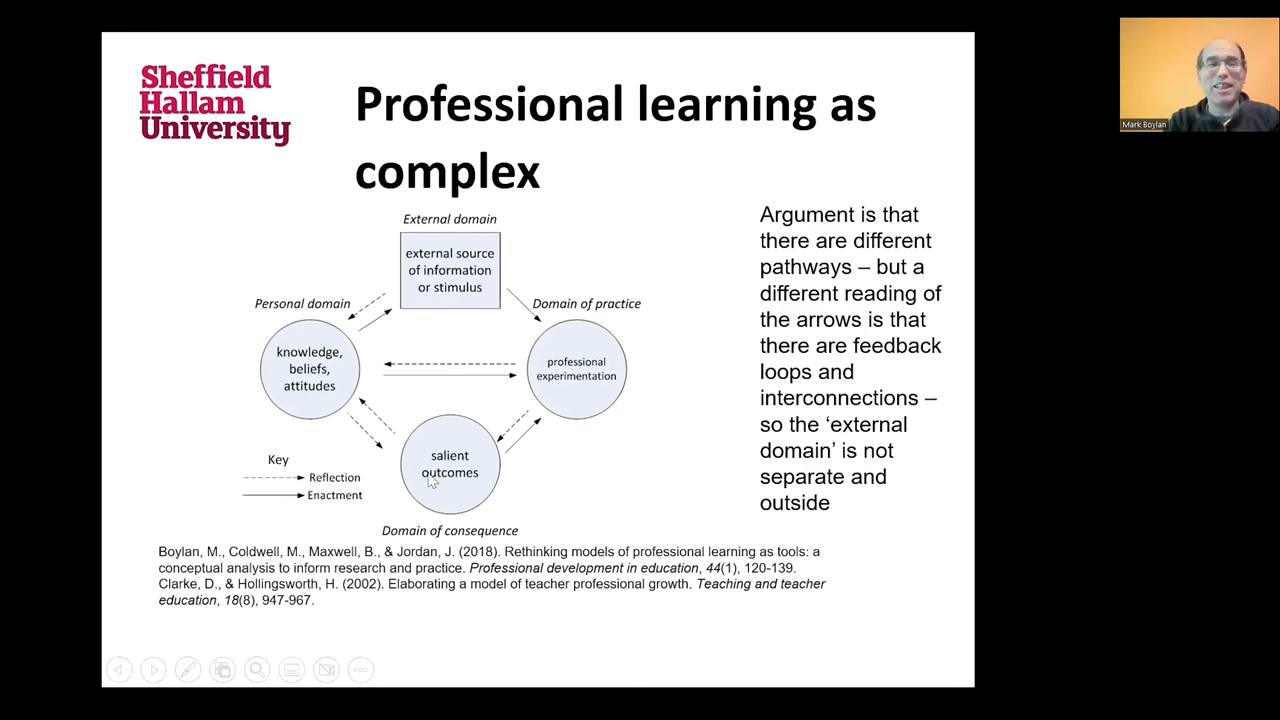 Sheffield
Hallam
University
Professional learning as
complex
External domain
external source
of information
or stimulus
Personal domain
Domain of practice
knowledge,
beliefs,
attitudes
professional
experimentation
salient
outcomes
Key
Reflection
Enactment
Domain of consequence
Argument is that
there are different
pathways – but a
different reading of
the arrows is that
there are feedback
loops and
interconnections –
so the ‘external
domain’ is not
separate and
outside
Boylan, M., Coldwell, M., Maxwell, B., & Jordan, J. (2018). Rethinking models of professional learning as tools: a
conceptual analysis to inform research and practice. Professional development in education, 44(1), 120-139.
Clarke, D., & Hollingsworth, H. (2002). Elaborating a model of teacher professional growth. Teaching and teacher
education, 18(8), 947-967.
Mark Boylan